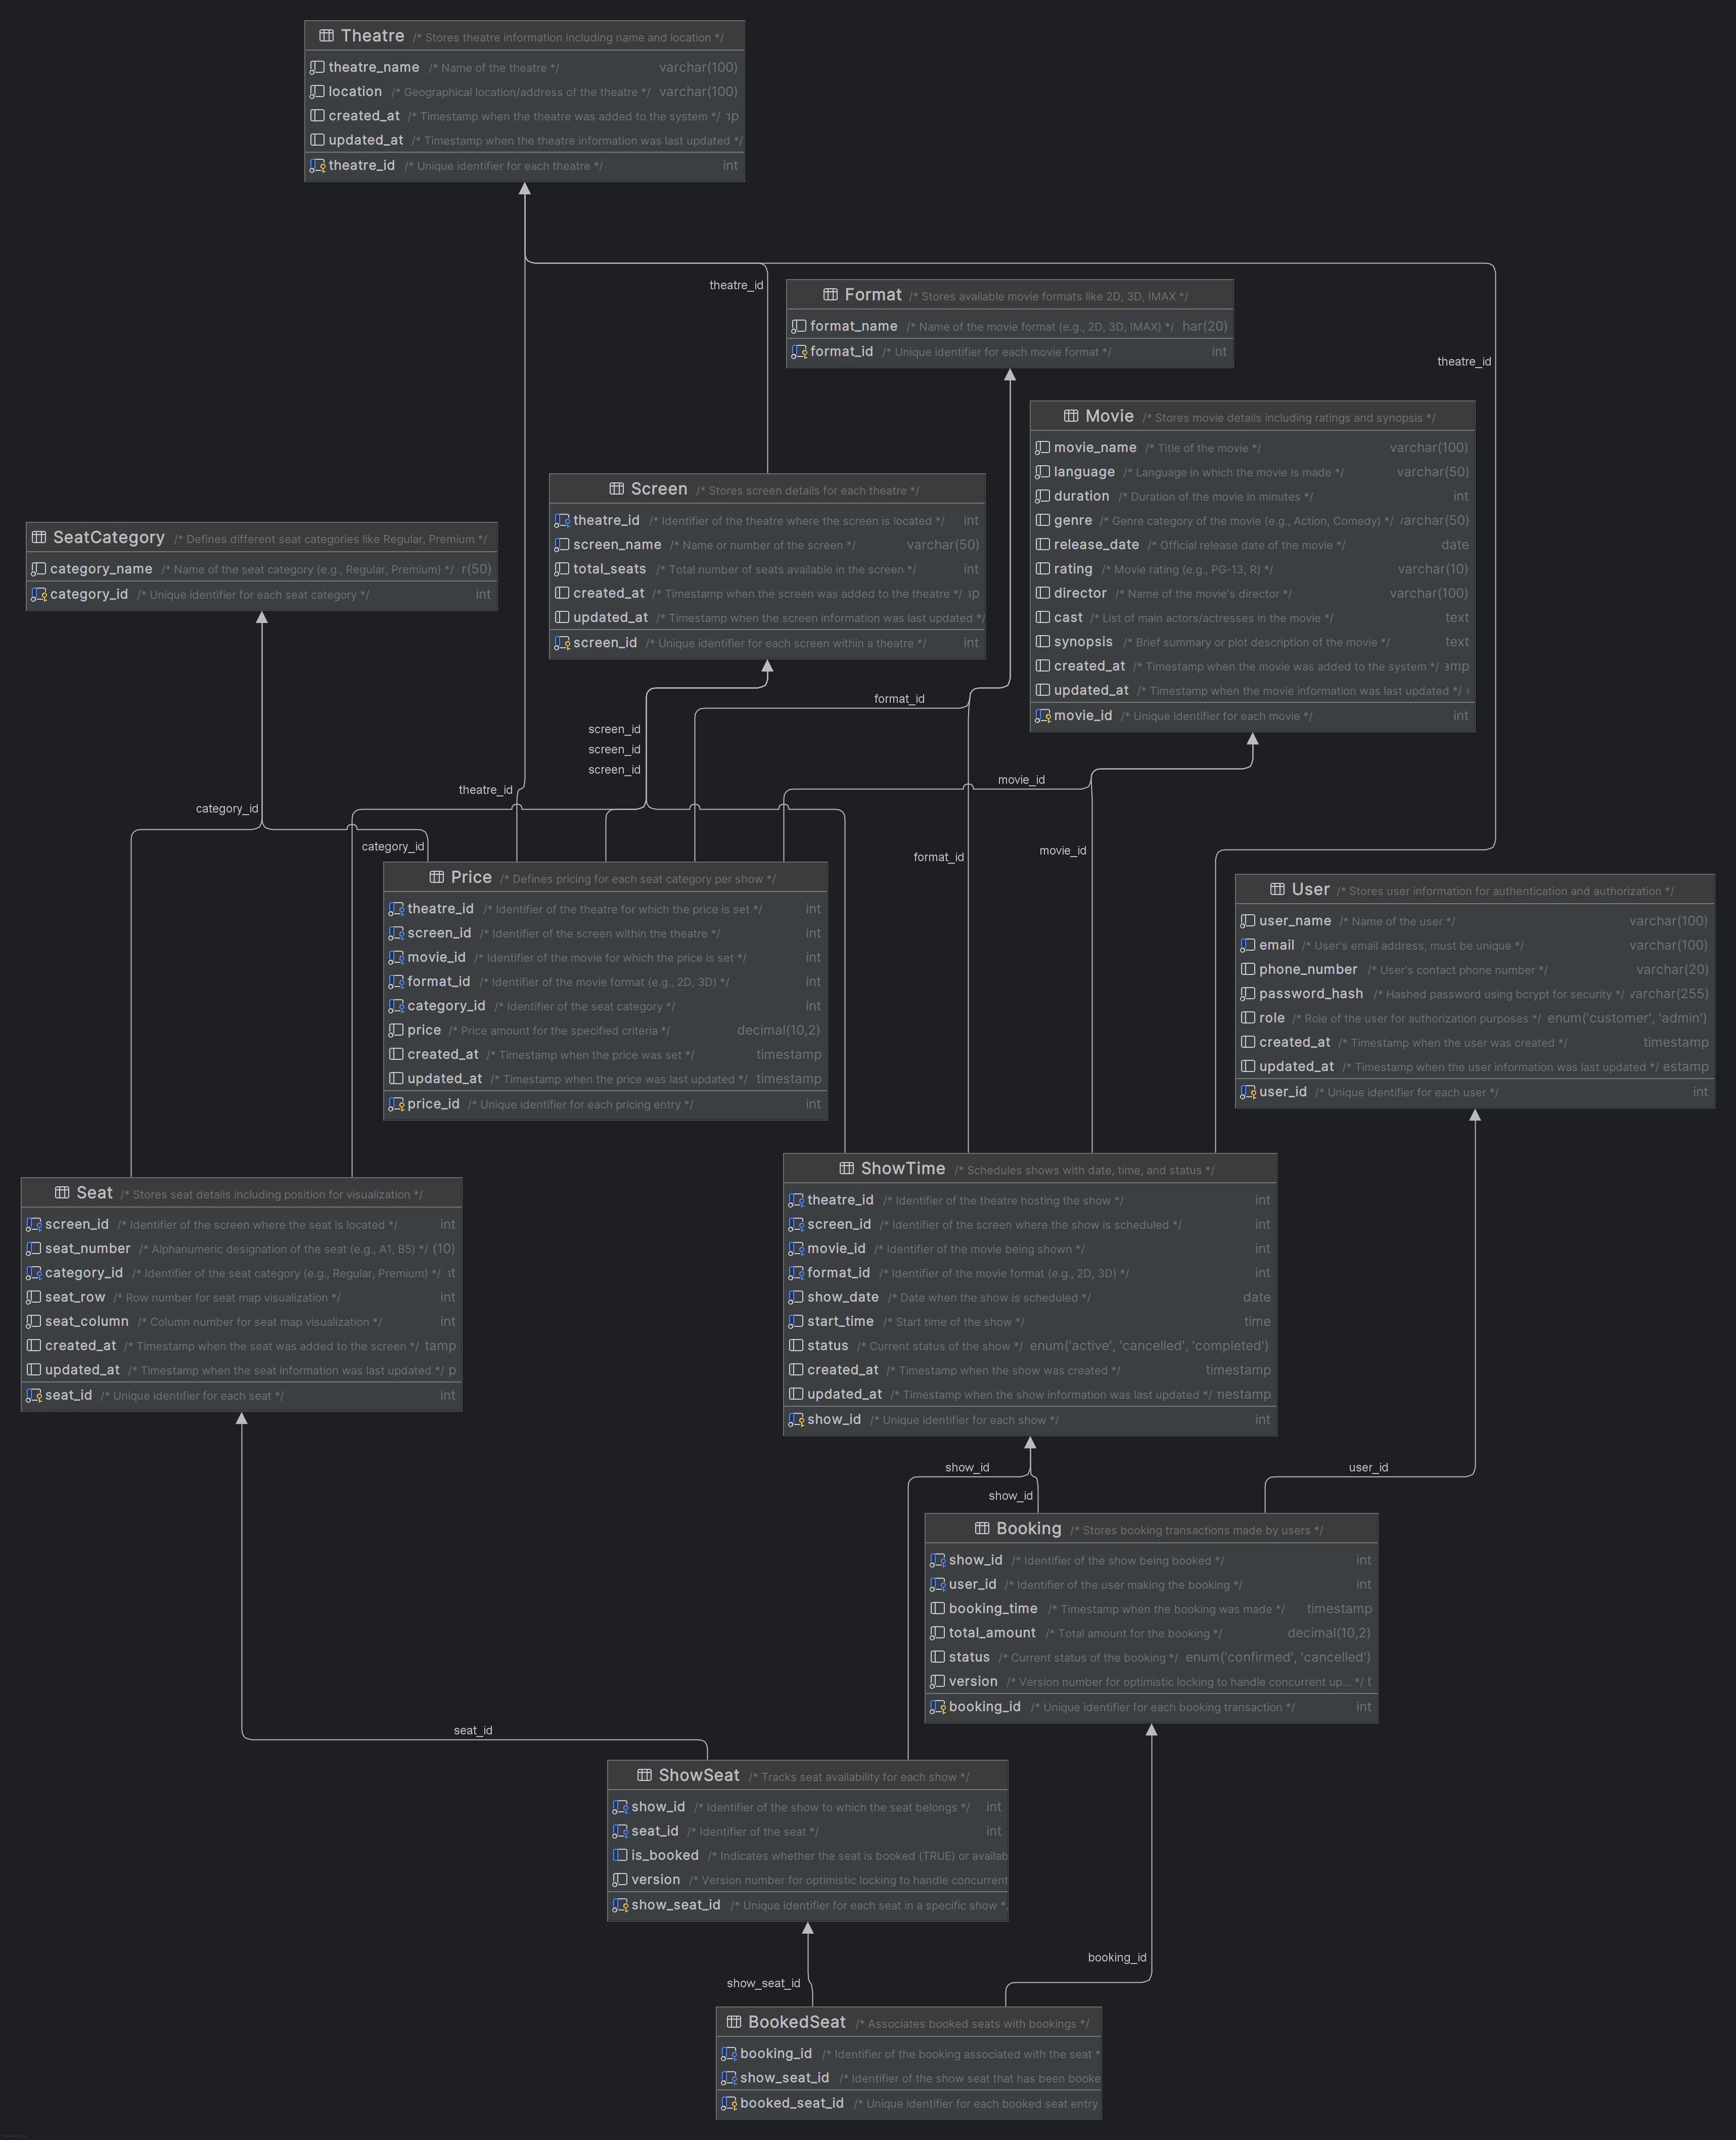 Theatre /* Stores theatre information including name and location */
theatre_name /* Name of the theatre */ varchar(100)
location /* Geographical location/address of the theatre */ varchar(100)
created_at /* Timestamp when the theatre was added to the system */
updated_at /* Timestamp when the theatre information was last updated */
theatre_id /* Unique identifier for each theatre */ int
theatre_id
Format /* Stores available movie formats like 2D, 3D, IMAX */
format_name /* Name of the movie format (e.g., 2D, 3D, IMAX) */ har(20)
format_id /* Unique identifier for each movie format */ int
theatre_id
Movie /* Stores movie details including ratings and synopsis */
movie_name /* Title of the movie */ varchar(100)
language /* Language in which the movie is made */ varchar(50)
duration /* Duration of the movie in minutes */ int
genre /* Genre category of the movie (e.g., Action, Comedy) */ varchar(50)
release_date /* Official release date of the movie */ date
rating /* Movie rating (e.g., PG-13, R) */ varchar(10)
director /* Name of the movie's director */ varchar(100)
cast /* List of main actors/actresses in the movie */ text
synopsis /* Brief summary or plot description of the movie */ text
created_at /* Timestamp when the movie was added to the system */ amp
updated_at /* Timestamp when the movie information was last updated */
movie_id /* Unique identifier for each movie */ int
Screen /* Stores screen details for each theatre */
theatre_id /* Identifier of the theatre where the screen is located */ int
screen_name /* Name or number of the screen */ varchar(50)
total_seats /* Total number of seats available in the screen */ int
created_at /* Timestamp when the screen was added to the theatre */
updated_at /* Timestamp when the screen information was last updated */
screen_id /* Unique identifier for each screen within a theatre */ int
SeatCategory /* Defines different seat categories like Regular, Premium */
category_name /* Name of the seat category (e.g., Regular, Premium) */ r(50)
category_id /* Unique identifier for each seat category */ int
format_id
screen_id
screen_id
screen_id
movie_id
theatre_id
category_id
category_id
movie_id
format_id
Price /* Defines pricing for each seat category per show */
theatre_id /* Identifier of the theatre for which the price is set */ int
screen_id /* Identifier of the screen within the theatre */ int
movie_id /* Identifier of the movie for which the price is set */ int
format_id /* Identifier of the movie format (e.g., 2D, 3D) */ int
category_id /* Identifier of the seat category */ int
price /* Price amount for the specified criteria */ decimal(10,2)
created_at /* Timestamp when the price was set */ timestamp
updated_at /* Timestamp when the price was last updated */ timestamp
price_id /* Unique identifier for each pricing entry */ int
User /* Stores user information for authentication and authorization */
user_name /* Name of the user */ varchar(100)
email /* User's email address, must be unique */ varchar(100)
phone_number /* User's contact phone number */ varchar(20)
password_hash /* Hashed password using bcrypt for security */ varchar(255)
role /* Role of the user for authorization purposes */ enum('customer', 'admin')
created_at /* Timestamp when the user was created */ timestamp
updated_at /* Timestamp when the user information was last updated */ estamp
user_id /* Unique identifier for each user */ int
Seat /* Stores seat details including position for visualization */
screen_id /* Identifier of the screen where the seat is located */ int
seat_number /* Alphanumeric designation of the seat (e.g., A1, B5) */ (10)
category_id /* Identifier of the seat category (e.g., Regular, Premium) */
seat_row /* Row number for seat map visualization */ int
seat_column /* Column number for seat map visualization */ int
created_at /* Timestamp when the seat was added to the screen */ tamp
updated_at /* Timestamp when the seat information was last updated */ p
seat_id /* Unique identifier for each seat */ int
ShowTime /* Schedules shows with date, time, and status */
theatre_id /* Identifier of the theatre hosting the show */ int
screen_id /* Identifier of the screen where the show is scheduled */ int
movie_id /* Identifier of the movie being shown */ int
format_id /* Identifier of the movie format (e.g., 2D, 3D) */ int
show_date /* Date when the show is scheduled */ date
start_time /* Start time of the show */ time
status /* Current status of the show */ enum('active', 'cancelled', 'completed')
created_at /* Timestamp when the show was created */ timestamp
updated_at /* Timestamp when the show information was last updated */ mestamp
show_id /* Unique identifier for each show */ int
show_id
user_id
show_id
Booking /* Stores booking transactions made by users */
show_id /* Identifier of the show being booked */ int
user_id /* Identifier of the user making the booking */ int
booking_time /* Timestamp when the booking was made */ timestamp
total_amount /* Total amount for the booking */ decimal(10,2)
status /* Current status of the booking */ enum('confirmed', 'cancelled')
version /* Version number for optimistic locking to handle concurrent up... */ t
booking_id /* Unique identifier for each booking transaction */ int
seat_id
ShowSeat /* Tracks seat availability for each show */
show_id /* Identifier of the show to which the seat belongs */ int
seat_id /* Identifier of the seat */ int
is_booked /* Indicates whether the seat is booked (TRUE) or availab
version /* Version number for optimistic locking to handle concurrent
show_seat_id /* Unique identifier for each seat in a specific show *
booking_id
show_seat_id
BookedSeat /* Associates booked seats with bookings */
booking_id /* Identifier of the booking associated with the seat *
show_seat_id /* Identifier of the show seat that has been booke
booked_seat_id /* Unique identifier for each booked seat entry